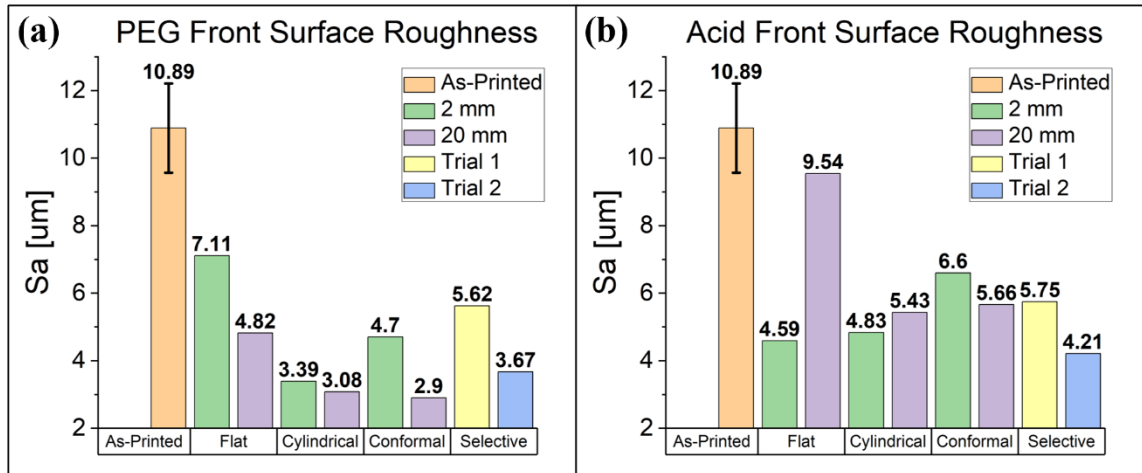 (a) PEG Front Surface Roughness
Sa [um]
12
10
8
6
4
2
10.89
7.11
4.82
3.39
3.08
4.7
2.9
5.62
3.67
As-Printed
2 mm
20 mm
Trial 1
Trial 2
As-Printed Flat Cylindrical Conformal Selective
(b) Acid Front Surface Roughness
Sa [um]
12
10
8
6
4
2
10.89
4.59
9.54
4.83
5.43
6.6
5.66
5.75
4.21
As-Printed
2 mm
20 mm
Trial 1
Trial 2
As-Printed Flat Cylindrical Conformal Selective